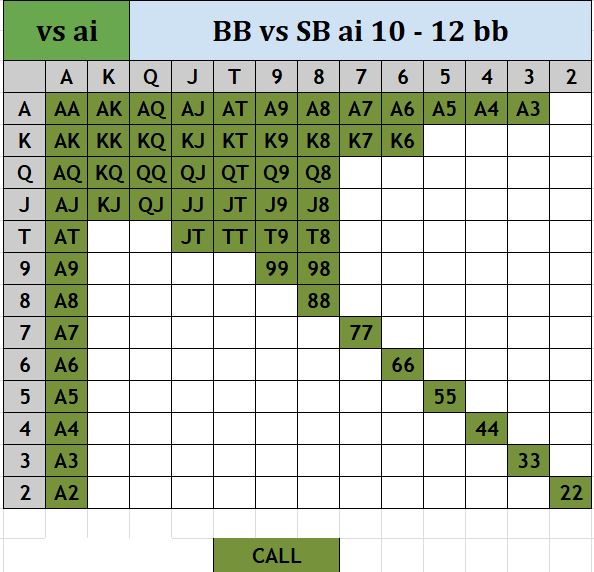 vs ai BB vs SB ai 10 - 12 bb
A K Q J T 9 8 7 6 5 4 3 2
A AA AK AQ AJ AT A9 A8 A7 A6 A5 A4 A3
K AK KK KQ KJ KT K9 K8 K7 K6
Q AQ KQ QQ QJ QT Q9 Q8
J AJ KJ QJ JJ JT J9 J8
T AT JT TT T9 T8
9 A9 99 98
8 A8 88
7 A7 77
6 A6 66
5 A5 55
4 A4 44
3 A3 33
2 A2 22
CALL